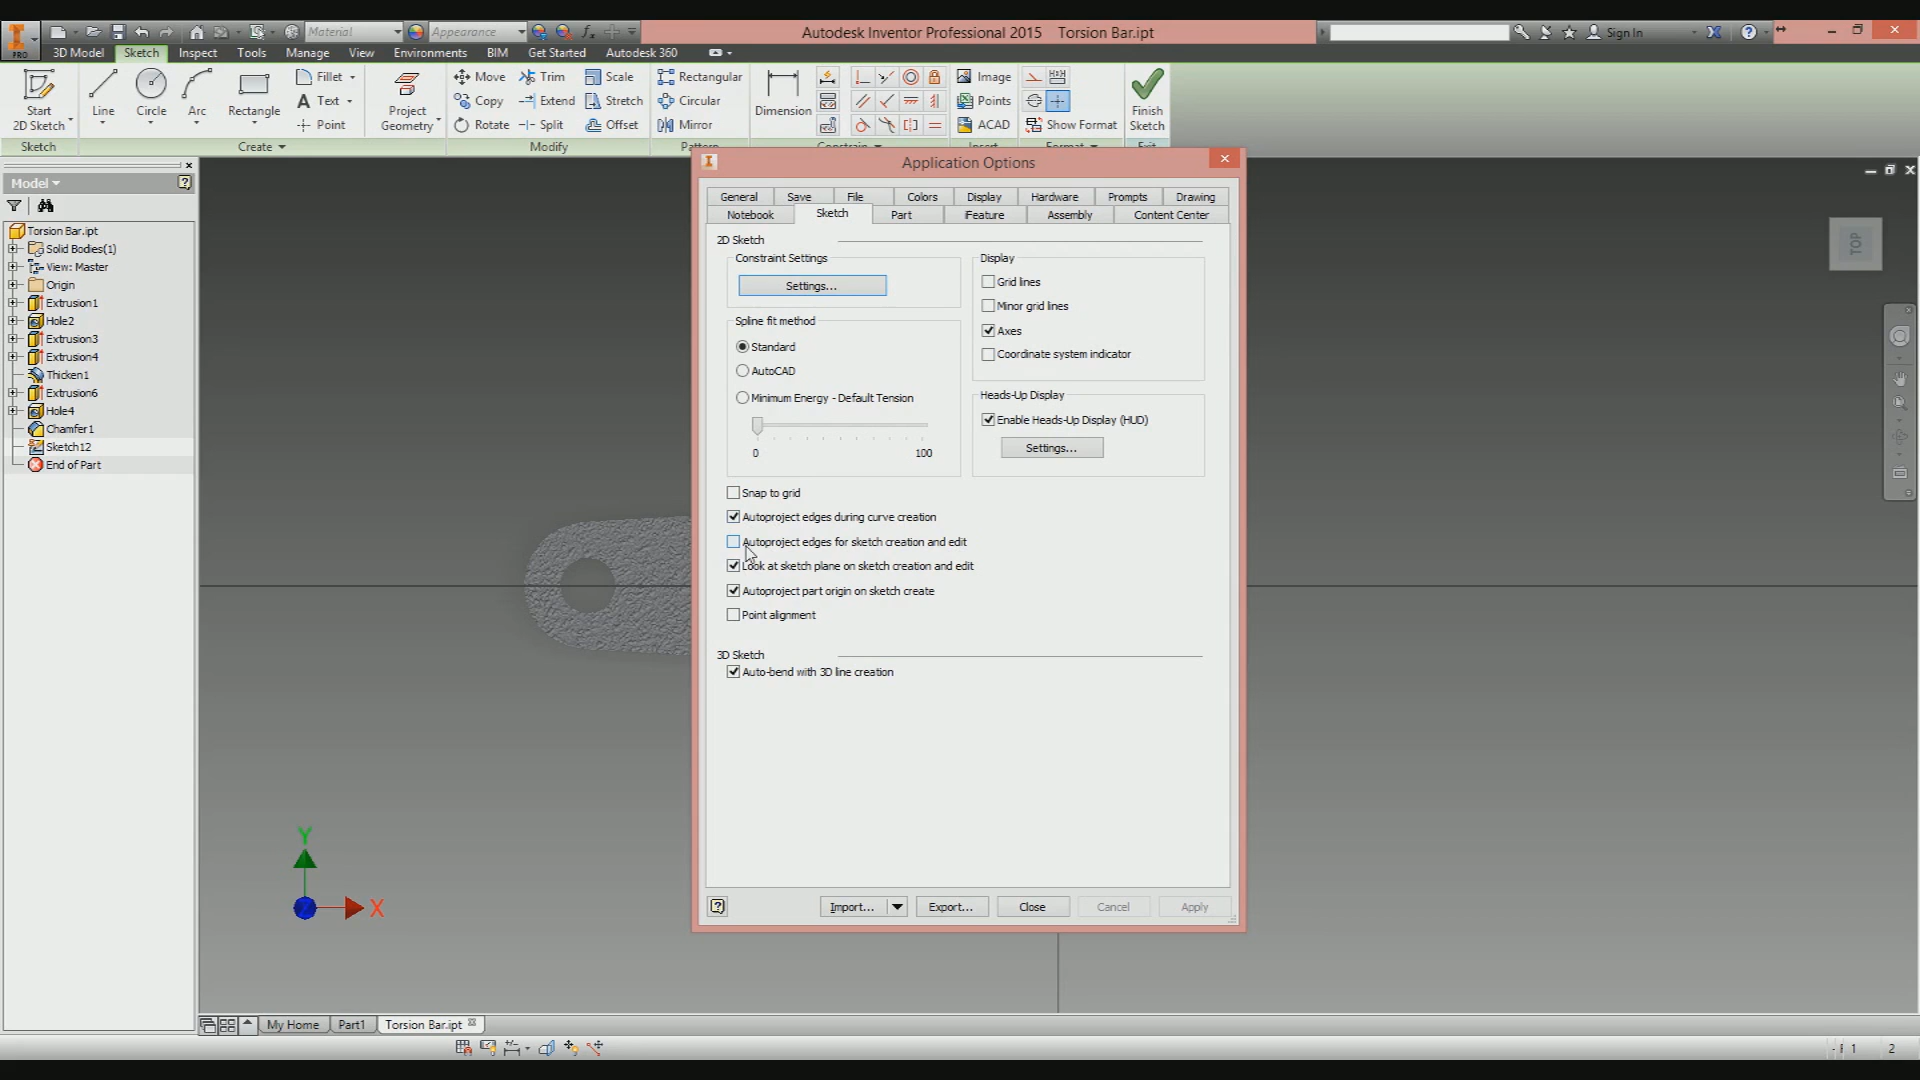 Material
Appearance
Autodesk Inventor Professional 2015 Torsion Bar.ipt
Sign In
PRO
3D Model Sketch Inspect Tools Manage View Environments BIM Get Started Autodesk 360
Start
2D Sketch
Line
Circle
Arc
Rectangle
Fillet
Text
Point
Project
Geometry
Move
Copy
Rotate
Trim
Extend
Split
Scale
Stretch
Offset
Rectangular
Circular
Mirror
Dimension
Image
Points
ACAD
Show Format
Finish
Sketch
Sketch Create Modify Pattern Constrain Insert Format Exit
Model
Torsion Bar.ipt
Solid Bodies(1)
View: Master
Origin
Extrusion1
Hole2
Extrusion3
Extrusion4
Thicken1
Extrusion6
Hole4
Chamfer1
Sketch12
End of Part
Application Options
General Save File Colors Display Hardware Prompts Drawing
Notebook Sketch Part iFeature Assembly Content Center
2D Sketch
Constraint Settings
Settings...
Spline fit method
Standard
AutoCAD
Minimum Energy - Default Tension
0 100
Display
Grid lines
Minor grid lines
Axes
Coordinate system indicator
Heads-Up Display
Enable Heads-Up Display (HUD)
Settings...
Snap to grid
Autoproject edges during curve creation
Autoproject edges for sketch creation and edit
Look at sketch plane on sketch creation and edit
Autoproject part origin on sketch create
Point alignment
3D Sketch
Auto-bend with 3D line creation
Import... Export... Close Cancel Apply
TOP
Y
X
My Home Part1 Torsion Bar.ipt
1 2